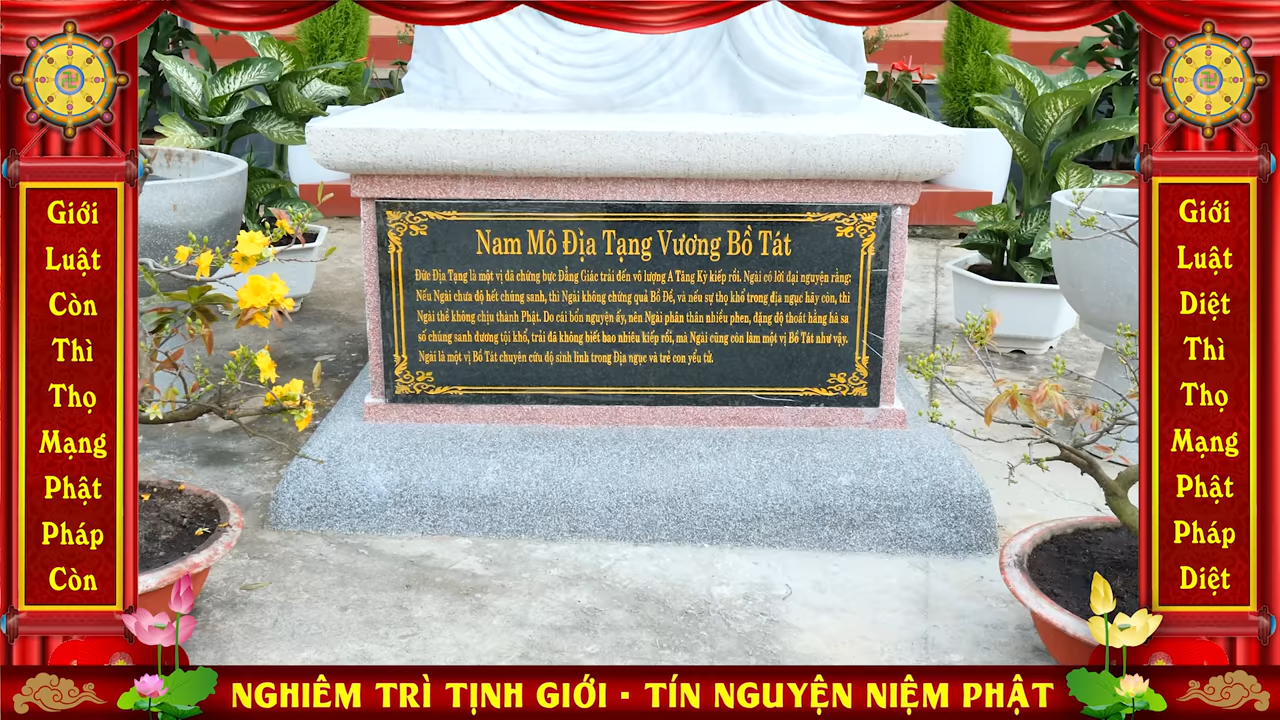 Giới
Luật
Còn
Thì
Thọ
Mạng
Phật
Pháp
Còn
Nam Mô Địa Tạng Vương Bồ Tát
Đức Địa Tạng là một vị đã chứng bực Đẳng Giác trải đến vô lượng A Tăng Kỳ kiếp rồi. Ngài có lời đại nguyện rằng:
Nếu Ngài chưa độ hết chúng sanh, thì Ngài không chứng quả Bồ Đề, và nếu sự thọ khổ trong địa ngục hãy còn, thì
Ngài thề không chịu thành Phật. Do cái bổn nguyện ấy, nên Ngài phân thân nhiều phen, đặng độ thoát hằng hà sa
số chúng sanh dương tội khổ, trải đã không biết bao nhiêu kiếp rồi, mà Ngài cũng còn làm một vị Bồ Tát như vậy.
Ngài là một vị Bồ Tát chuyên cứu độ sinh linh trong Địa ngục và trẻ con yểu tử.
Giới
Luật
Diệt
Thì
Thọ
Mạng
Phật
Pháp
Diệt
NGHIÊM TRÌ TỊNH GIỚI - TÍN NGUYỆN NIỆM PHẬT